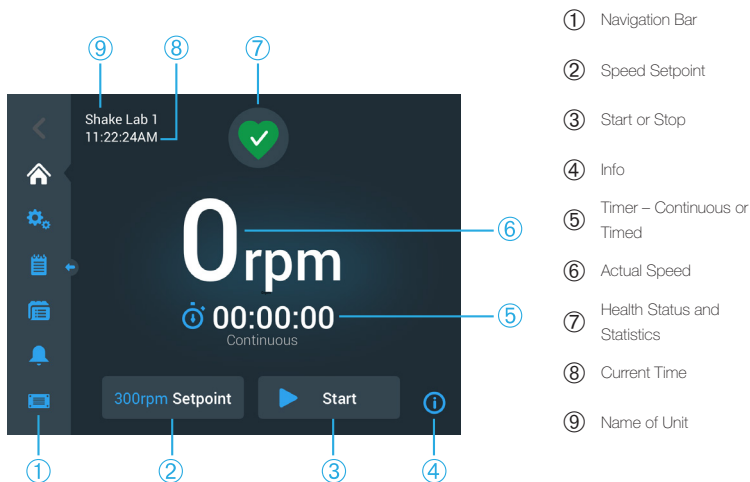 ⑨
⑧
⑦
Shake Lab 1
11:22:24AM
0rpm
⑥
00:00:00
⑤
Continuous
300rpm Setpoint
Start
①
②
③
④
① Navigation Bar
② Speed Setpoint
③ Start or Stop
④ Info
⑤ Timer – Continuous or
Timed
⑥ Actual Speed
⑦ Health Status and
Statistics
⑧ Current Time
⑨ Name of Unit